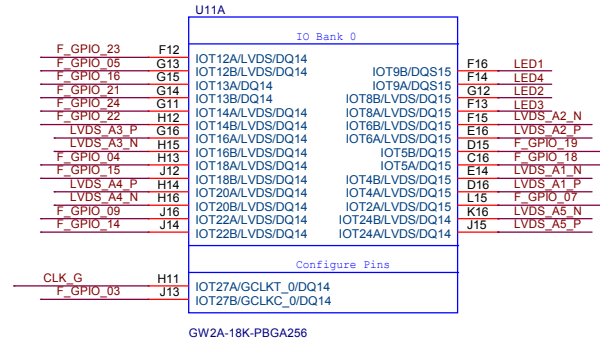 U11A
IO Bank 0
F_GPIO_23 F12 IOT12A/LVDS/DQ14
F_GPIO_05 G13 IOT12B/LVDS/DQ14 IOT9B/DQS15 F16 LED1
F_GPIO_16 G15 IOT13A/DQ14 IOT9A/DQS15 F14 LED4
F_GPIO_21 G14 IOT13B/DQ14 IOT8B/LVDS/DQ15 G12 LED2
F_GPIO_24 G11 IOT14A/LVDS/DQ14 IOT8A/LVDS/DQ15 F13 LED3
F_GPIO_22 H12 IOT14B/LVDS/DQ14 IOT6B/LVDS/DQ15 F15 LVDS_A2_N
LVDS_A3_P G16 IOT16A/LVDS/DQ14 IOT6A/LVDS/DQ15 E16 LVDS_A2_P
LVDS_A3_N H15 IOT16B/LVDS/DQ14 IOT5B/DQ15 D15 F_GPIO_19
F_GPIO_04 H13 IOT18A/LVDS/DQ14 IOT5A/DQ15 C16 F_GPIO_18
F_GPIO_15 J12 IOT18B/LVDS/DQ14 IOT4B/LVDS/DQ15 E14 LVDS_A1_N
LVDS_A4_P H14 IOT20A/LVDS/DQ14 IOT4A/LVDS/DQ15 D16 LVDS_A1_P
LVDS_A4_N H16 IOT20B/LVDS/DQ14 IOT2A/LVDS/DQ15 L15 F_GPIO_07
F_GPIO_09 J16 IOT22A/LVDS/DQ14 IOT24B/LVDS/DQ14 K16 LVDS_A5_N
F_GPIO_14 J14 IOT22B/LVDS/DQ14 IOT24A/LVDS/DQ14 J15 LVDS_A5_P
Configure Pins
CLK_G H11 IOT27A/GCLKT_0/DQ14
F_GPIO_03 J13 IOT27B/GCLKC_0/DQ14
GW2A-18K-PBGA256